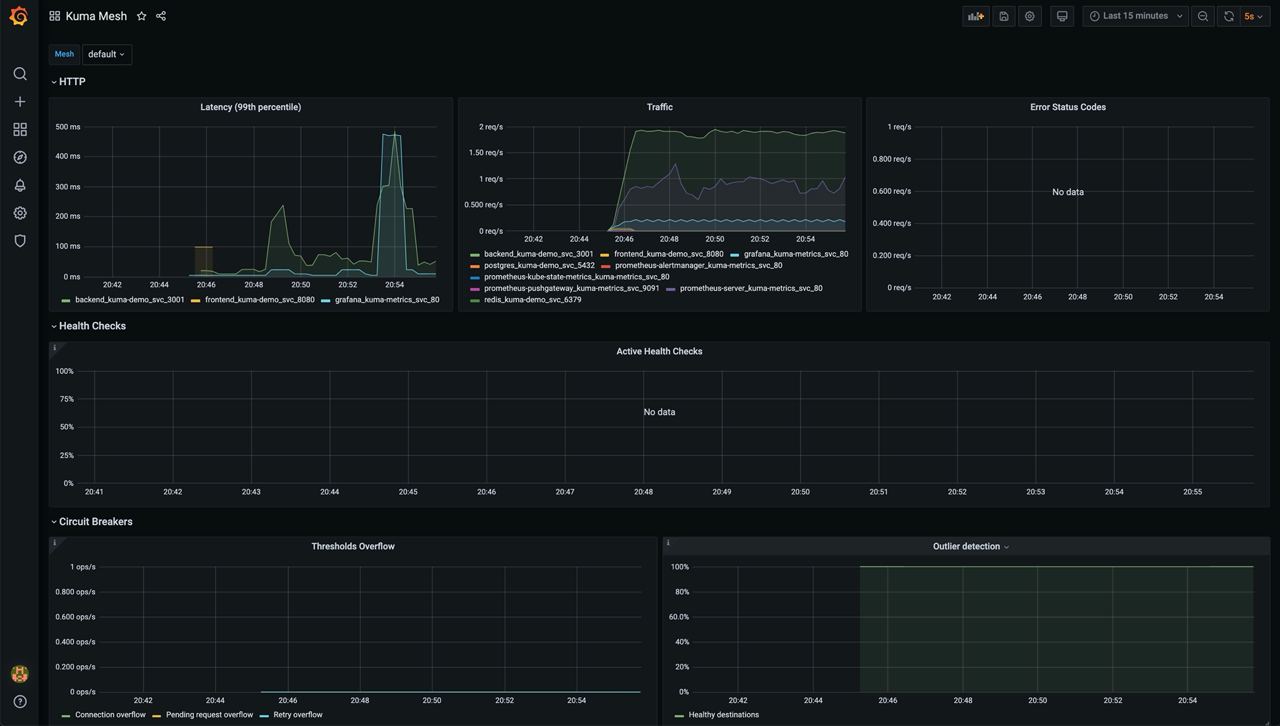 Kuma Mesh
Last 15 minutes
5s
Mesh default
HTTP
Latency (99th percentile)
500 ms
400 ms
300 ms
200 ms
100 ms
0 ms
20:42 20:44 20:46 20:48 20:50 20:52 20:54
backend_kuma-demo_svc_3001 frontend_kuma-demo_svc_8080 grafana_kuma-metrics_svc_80
Traffic
2 req/s
1.50 req/s
1 req/s
0.500 req/s
0 req/s
20:42 20:44 20:46 20:48 20:50 20:52 20:54
backend_kuma-demo_svc_3001 frontend_kuma-demo_svc_8080 grafana_kuma-metrics_svc_80
postgres_kuma-demo_svc_5432 prometheus-alertmanager_kuma-metrics_svc_80
prometheus-kube-state-metrics_kuma-metrics_svc_80
prometheus-pushgateway_kuma-metrics_svc_9091 prometheus-server_kuma-metrics_svc_80
redis_kuma-demo_svc_6379
Error Status Codes
1 req/s
0.800 req/s
0.600 req/s
0.400 req/s
0.200 req/s
0 req/s
No data
20:42 20:44 20:46 20:48 20:50 20:52 20:54
Health Checks
i
Active Health Checks
100%
75%
50%
25%
0%
No data
20:41 20:42 20:43 20:44 20:45 20:46 20:47 20:48 20:49 20:50 20:51 20:52 20:53 20:54 20:55
Circuit Breakers
i
Thresholds Overflow
1 ops/s
0.800 ops/s
0.600 ops/s
0.400 ops/s
0.200 ops/s
0 ops/s
20:42 20:44 20:46 20:48 20:50 20:52 20:54
Connection overflow Pending request overflow Retry overflow
i
Outlier detection
100%
80%
60.0%
40%
20%
0%
20:42 20:44 20:46 20:48 20:50 20:52 20:54
Healthy destinations